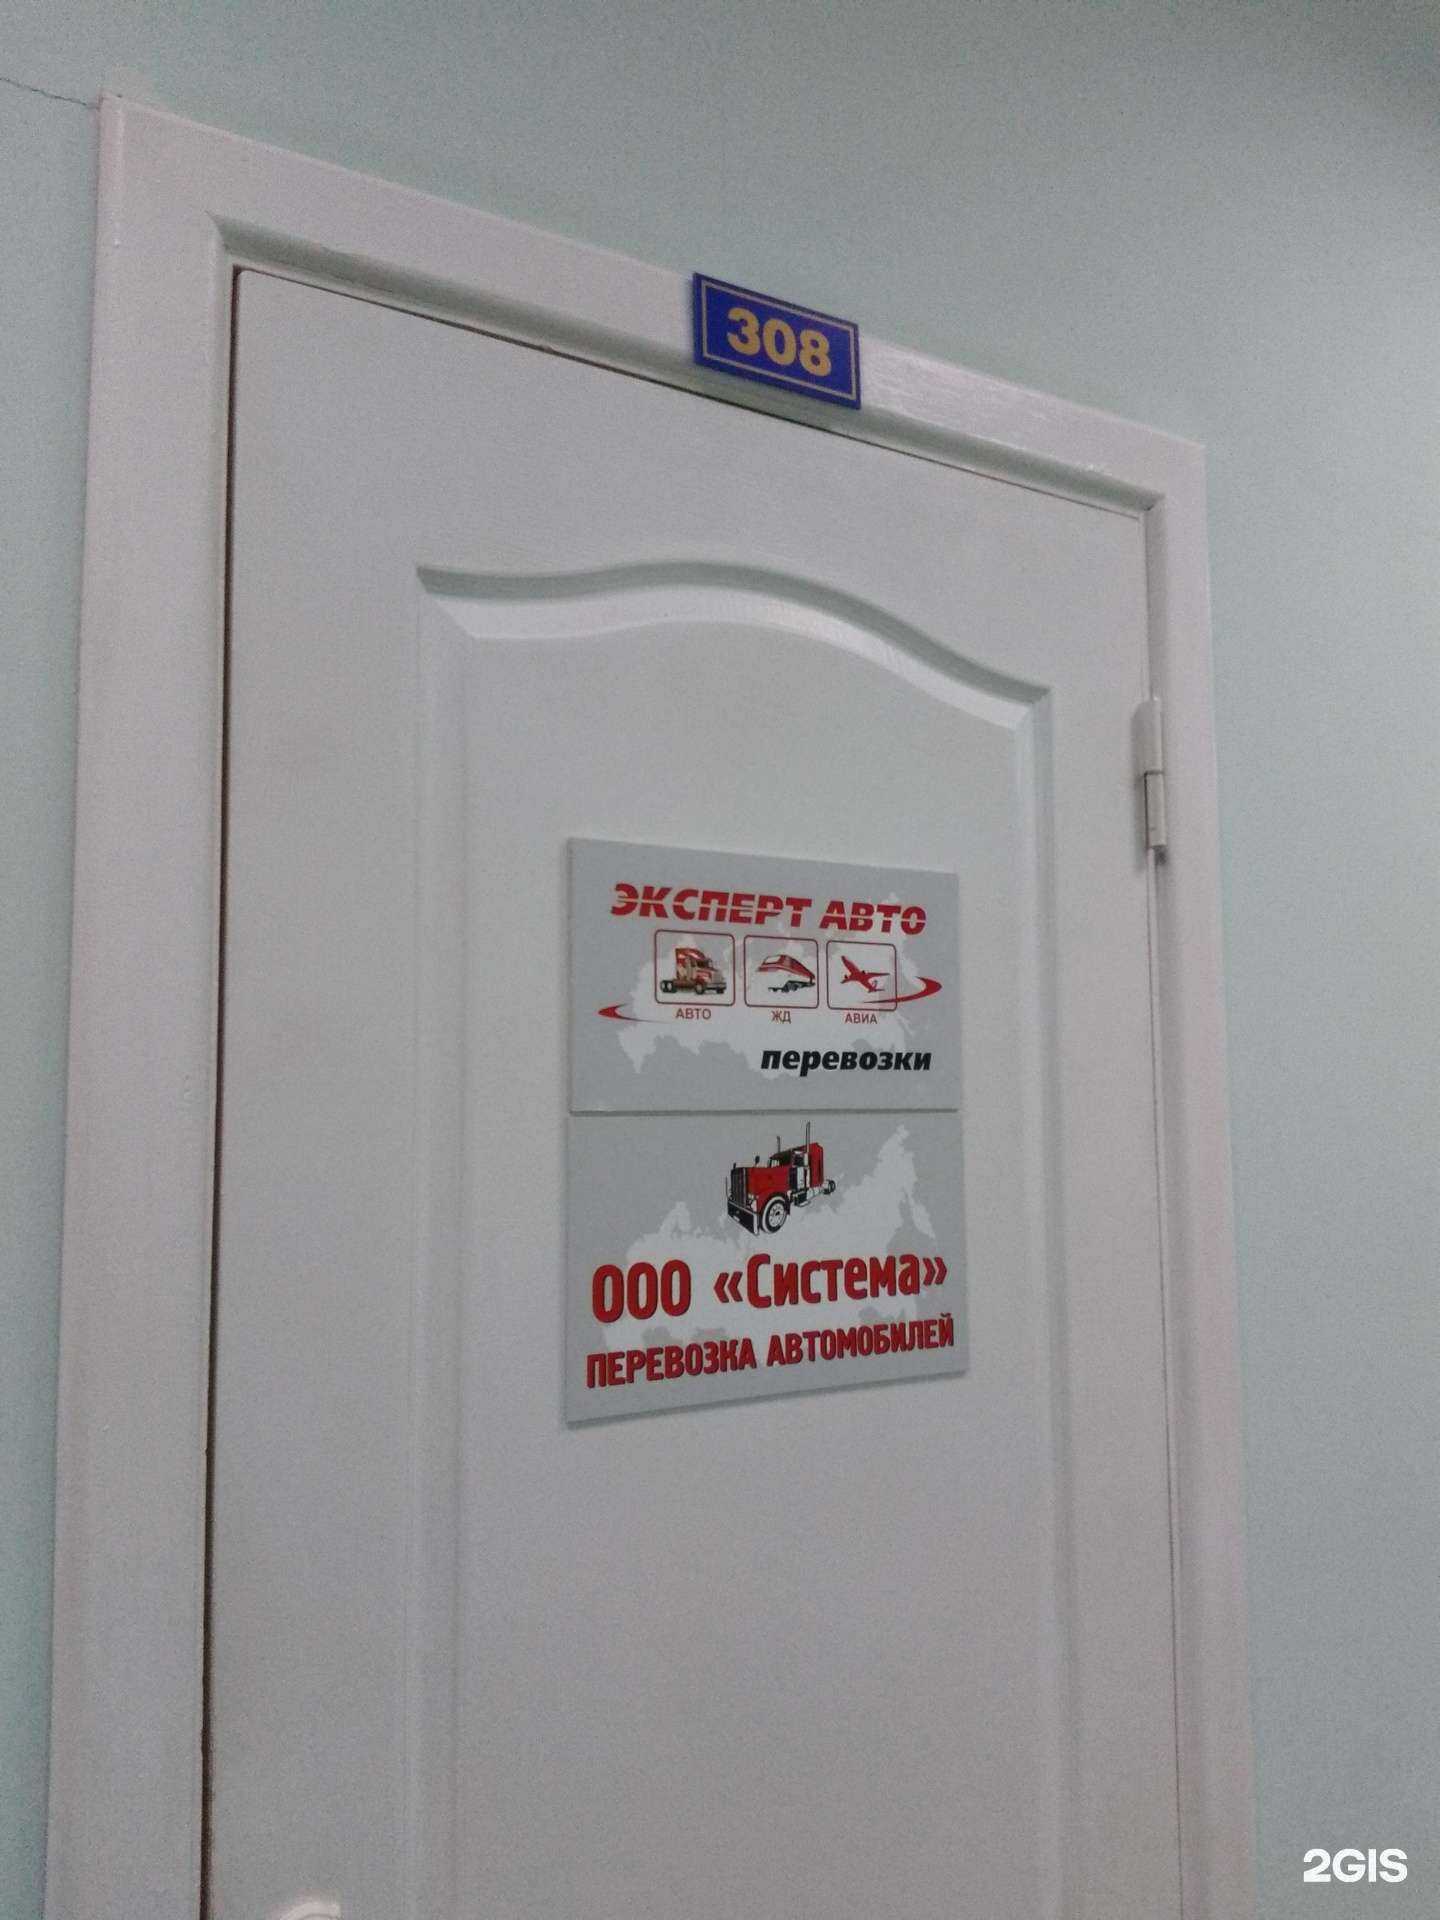 308
ЭКСПЕРТ АВТО
АВТО ЖД АВИА
перевозки
ООО «Система»
ПЕРЕВОЗКА АВТОМОБИЛЕЙ
2GIS